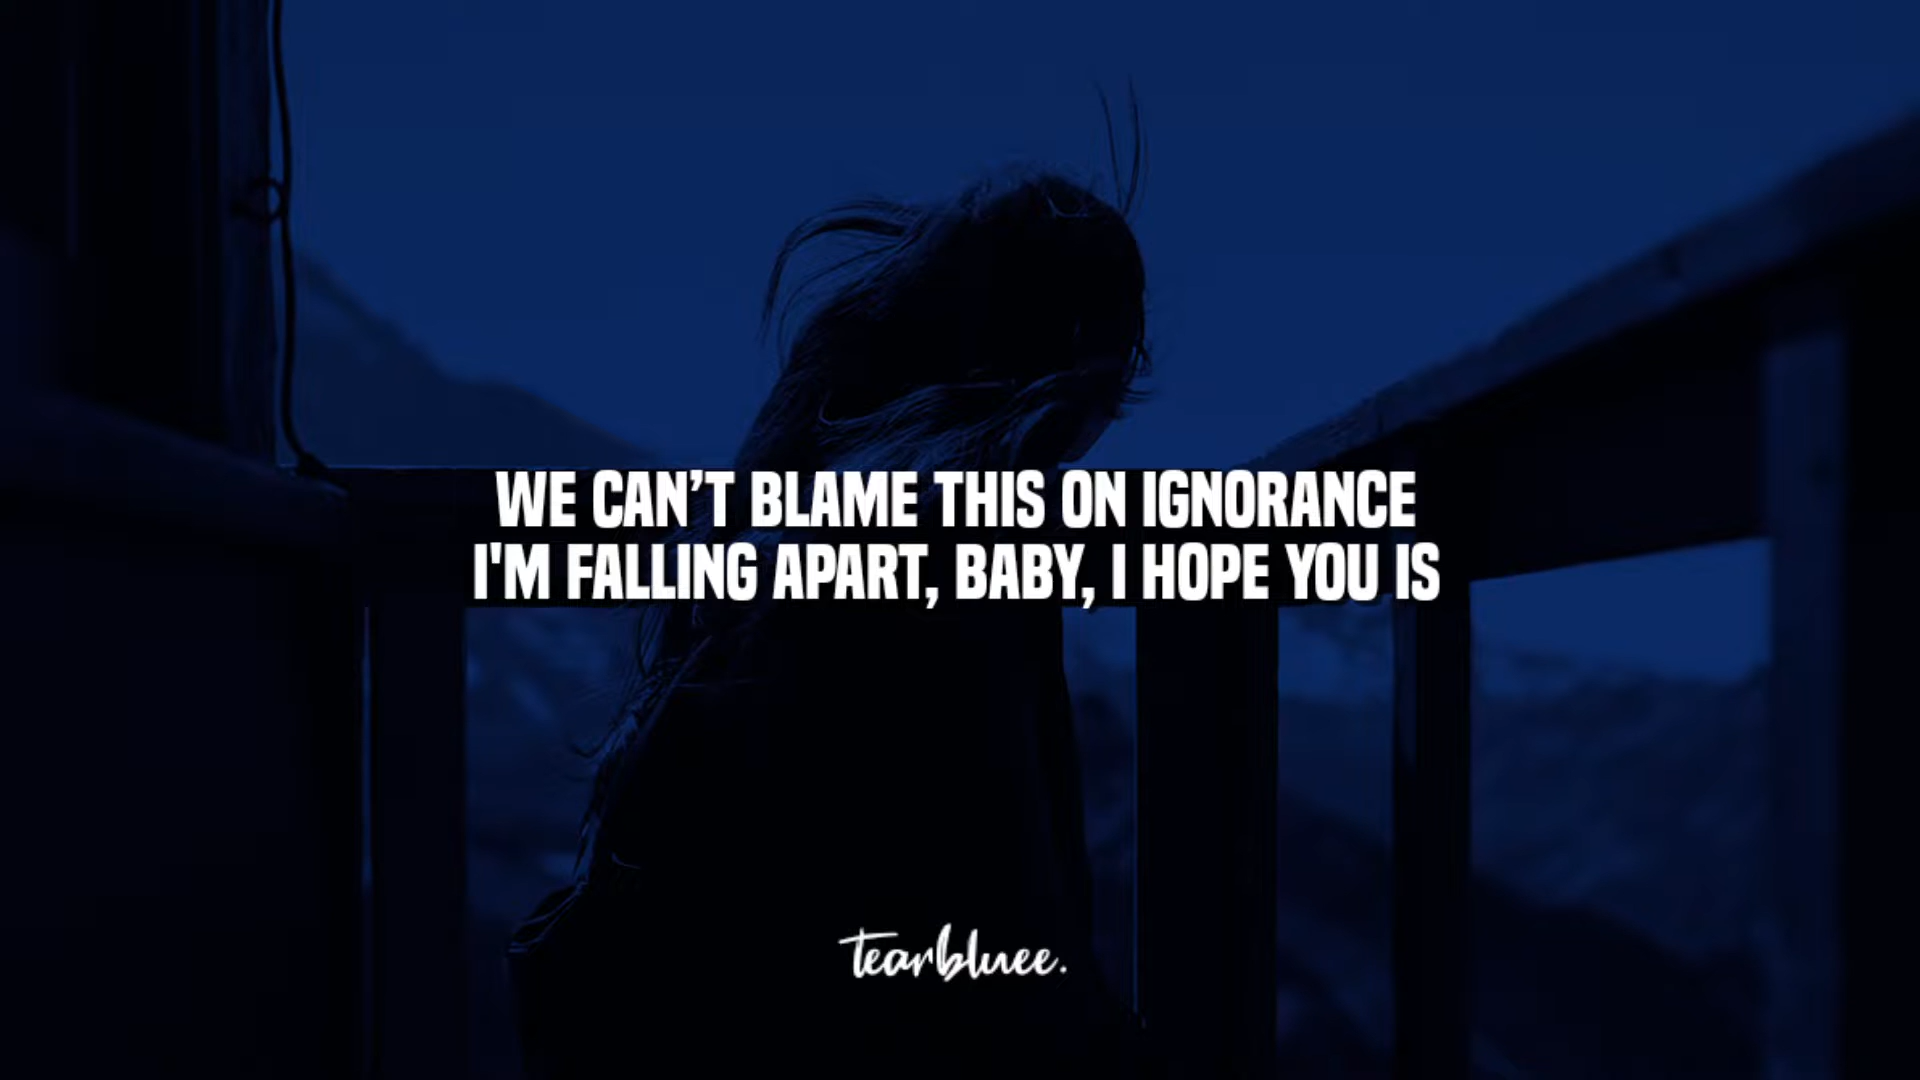 WE CAN’T BLAME THIS ON IGNORANCE
I'M FALLING APART, BABY, I HOPE YOU IS
tearbluee.